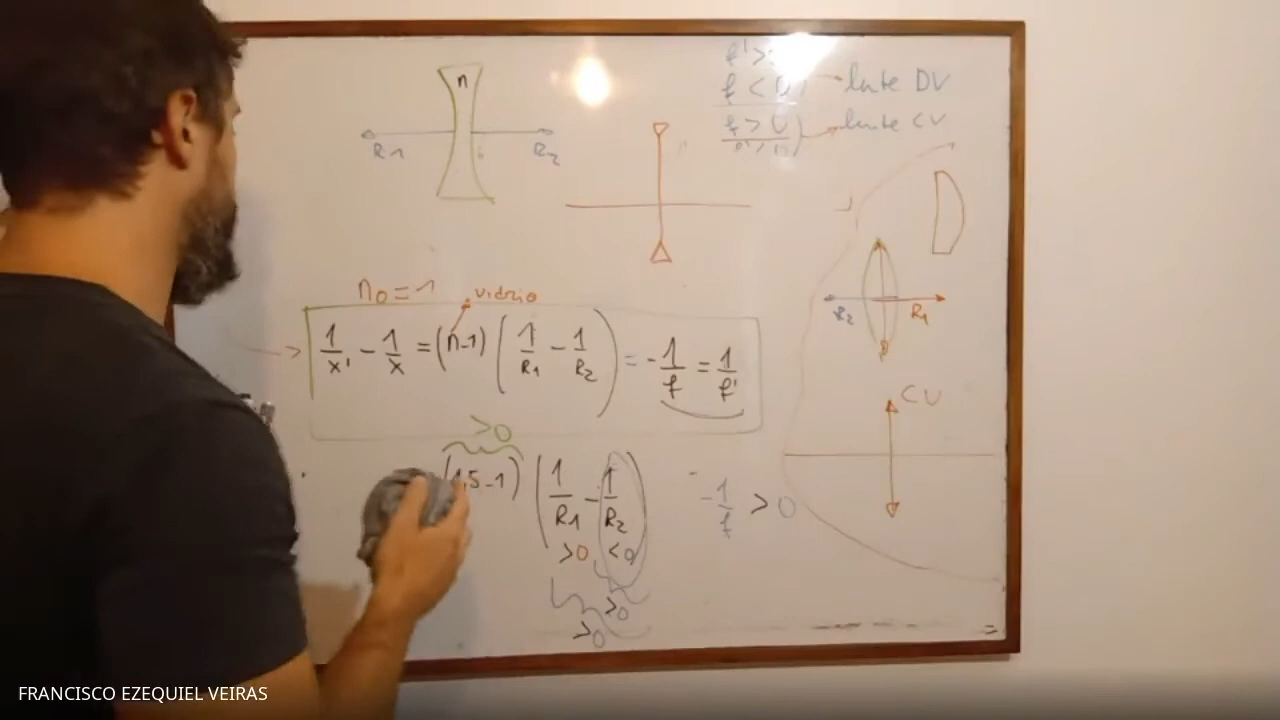 n
R1 R2
f' >
f < 0 → lente DV
f > 0 → lente CV
n0 = 1 vidrio
1/x' - 1/x = (n-1) (1/R1 - 1/R2) = -1/f = 1/f'
R2 R1
CV
>0
(1,5-1) (1/R1 - 1/R2) -1/f > 0
>0 <0
>0
>0
FRANCISCO EZEQUIEL VEIRAS